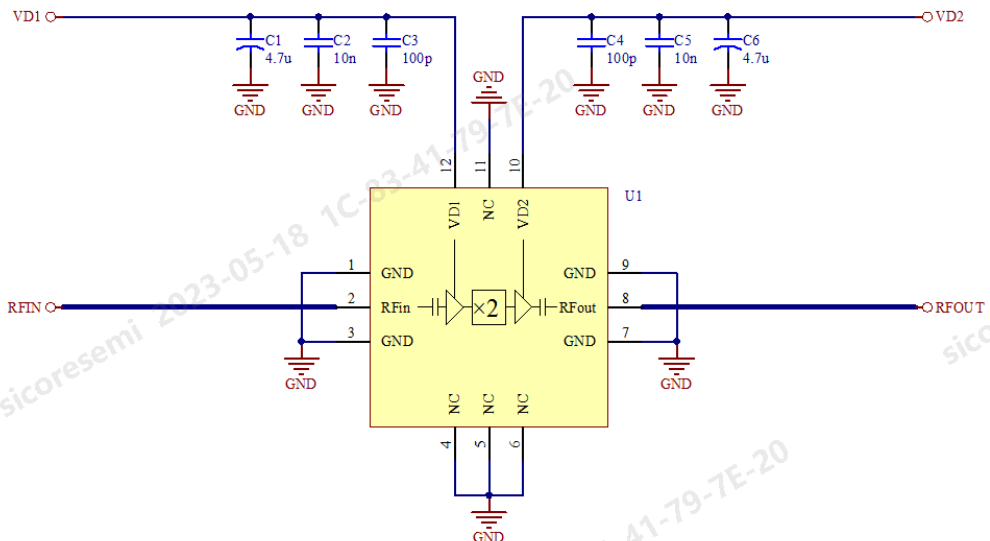 VD1
VD2
C1
4.7u
C2
10n
C3
100p
C4
100p
C5
10n
C6
4.7u
GND
GND
GND
GND
GND
GND
GND
12
11
10
U1
VD1
NC
VD2
1
GND
GND
9
RFIN
2
RFin
×2
RFout
8
RFOUT
3
GND
GND
7
GND
GND
NC
NC
NC
4
5
6
GND
sicoresemi 2023-05-18 1C-83-41-79-7E-20
41-79-7E-20
sico